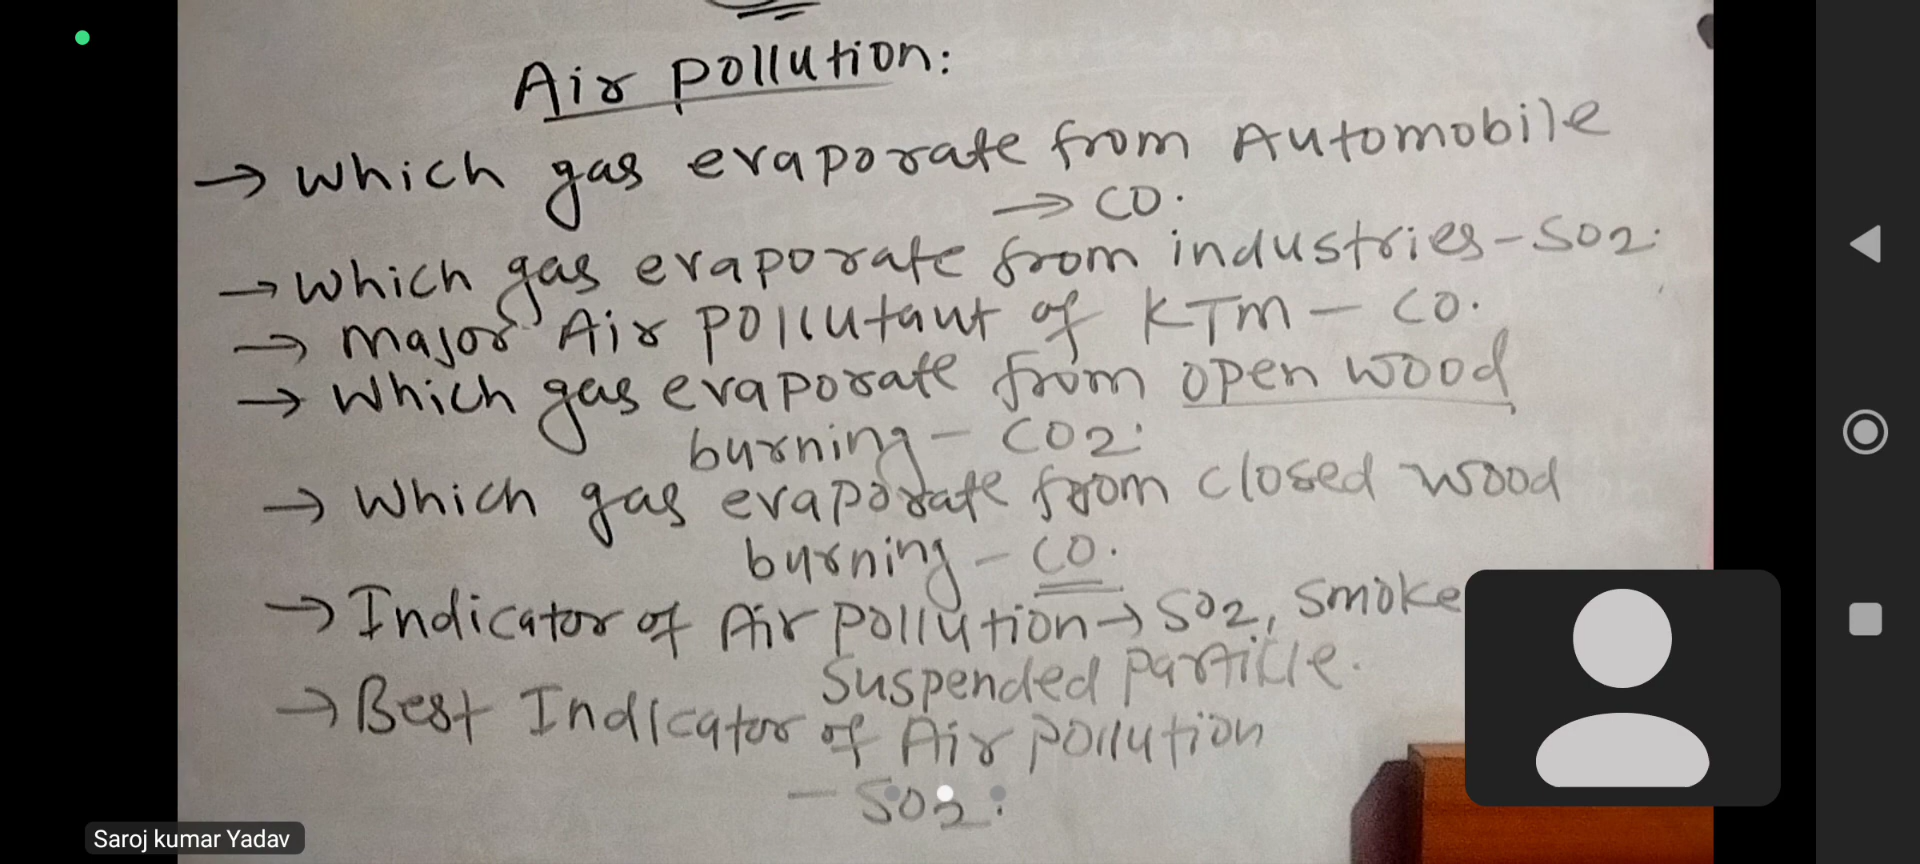 Air pollution:
→ Which gas evaporate from Automobile
→ CO.
→ Which gas evaporate from industries - SO2.
→ Major Air pollutant of KTM - CO.
→ Which gas evaporate from open wood
burning - CO2.
→ Which gas evaporate from closed wood
burning - CO.
→ Indicator of Air pollution → SO2, Smoke
Suspended particle.
→ Best Indicator of Air pollution
- SO2.
Saroj kumar Yadav